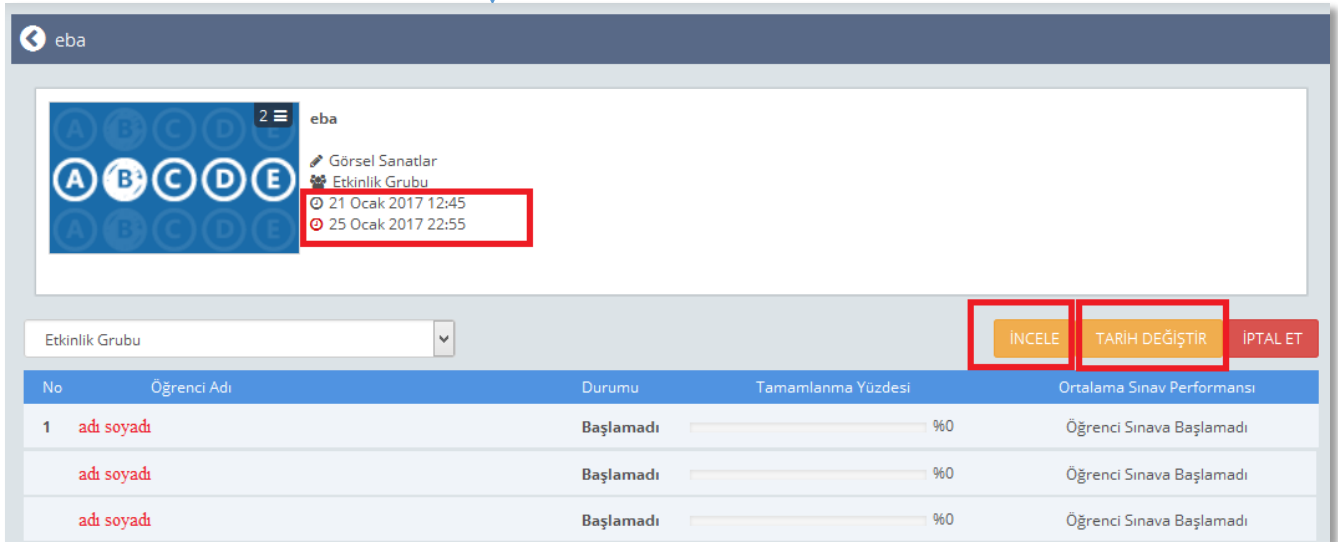 eba
2
A B C D E
A B C D E
A B C D E
eba
Görsel Sanatlar
Etkinlik Grubu
21 Ocak 2017 12:45
25 Ocak 2017 22:55
Etkinlik Grubu
İNCELE TARİH DEĞİŞTİR İPTAL ET
No Öğrenci Adı Durumu Tamamlanma Yüzdesi Ortalama Sınav Performansı
1 adı soyadı Başlamadı %0 Öğrenci Sınava Başlamadı
adı soyadı Başlamadı %0 Öğrenci Sınava Başlamadı
adı soyadı Başlamadı %0 Öğrenci Sınava Başlamadı